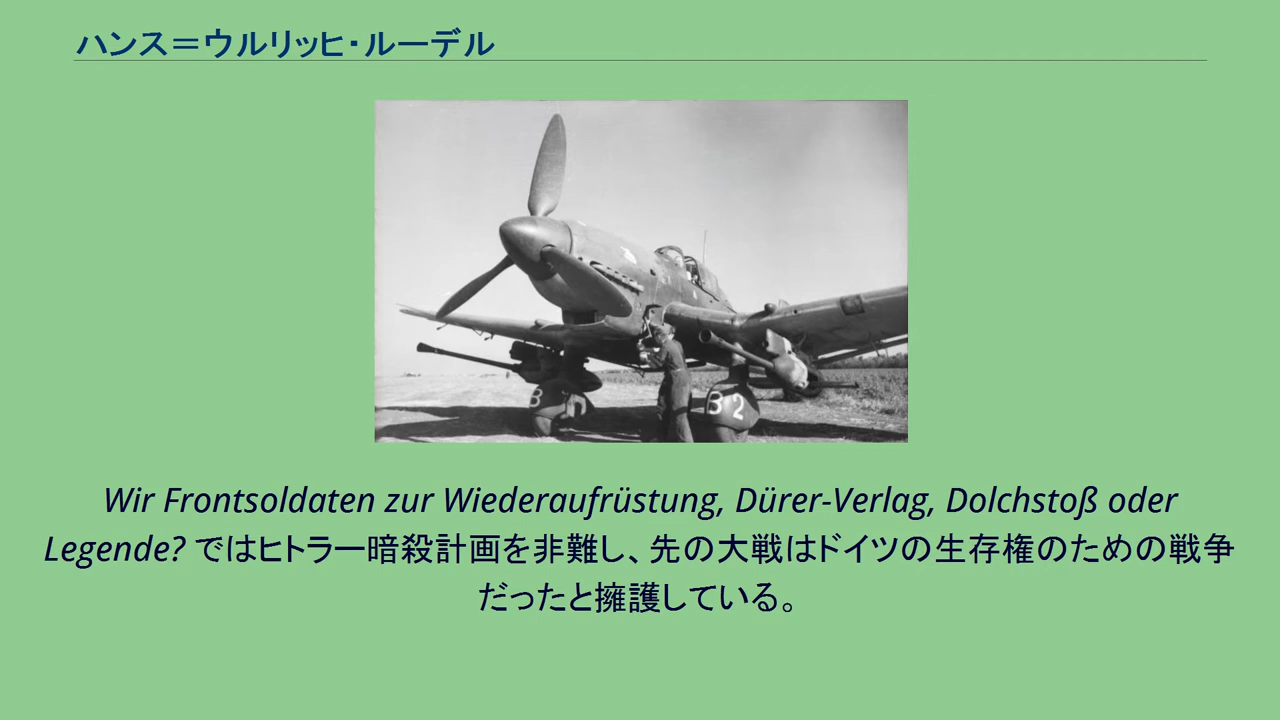 ハンス＝ウルリッヒ・ルーデル
B
B 2
Wir Frontsoldaten zur Wiederaufrüstung, Dürer-Verlag, Dolchstoß oder
Legende? ではヒトラー暗殺計画を非難し、先の大戦はドイツの生存権のための戦争
だったと擁護している。